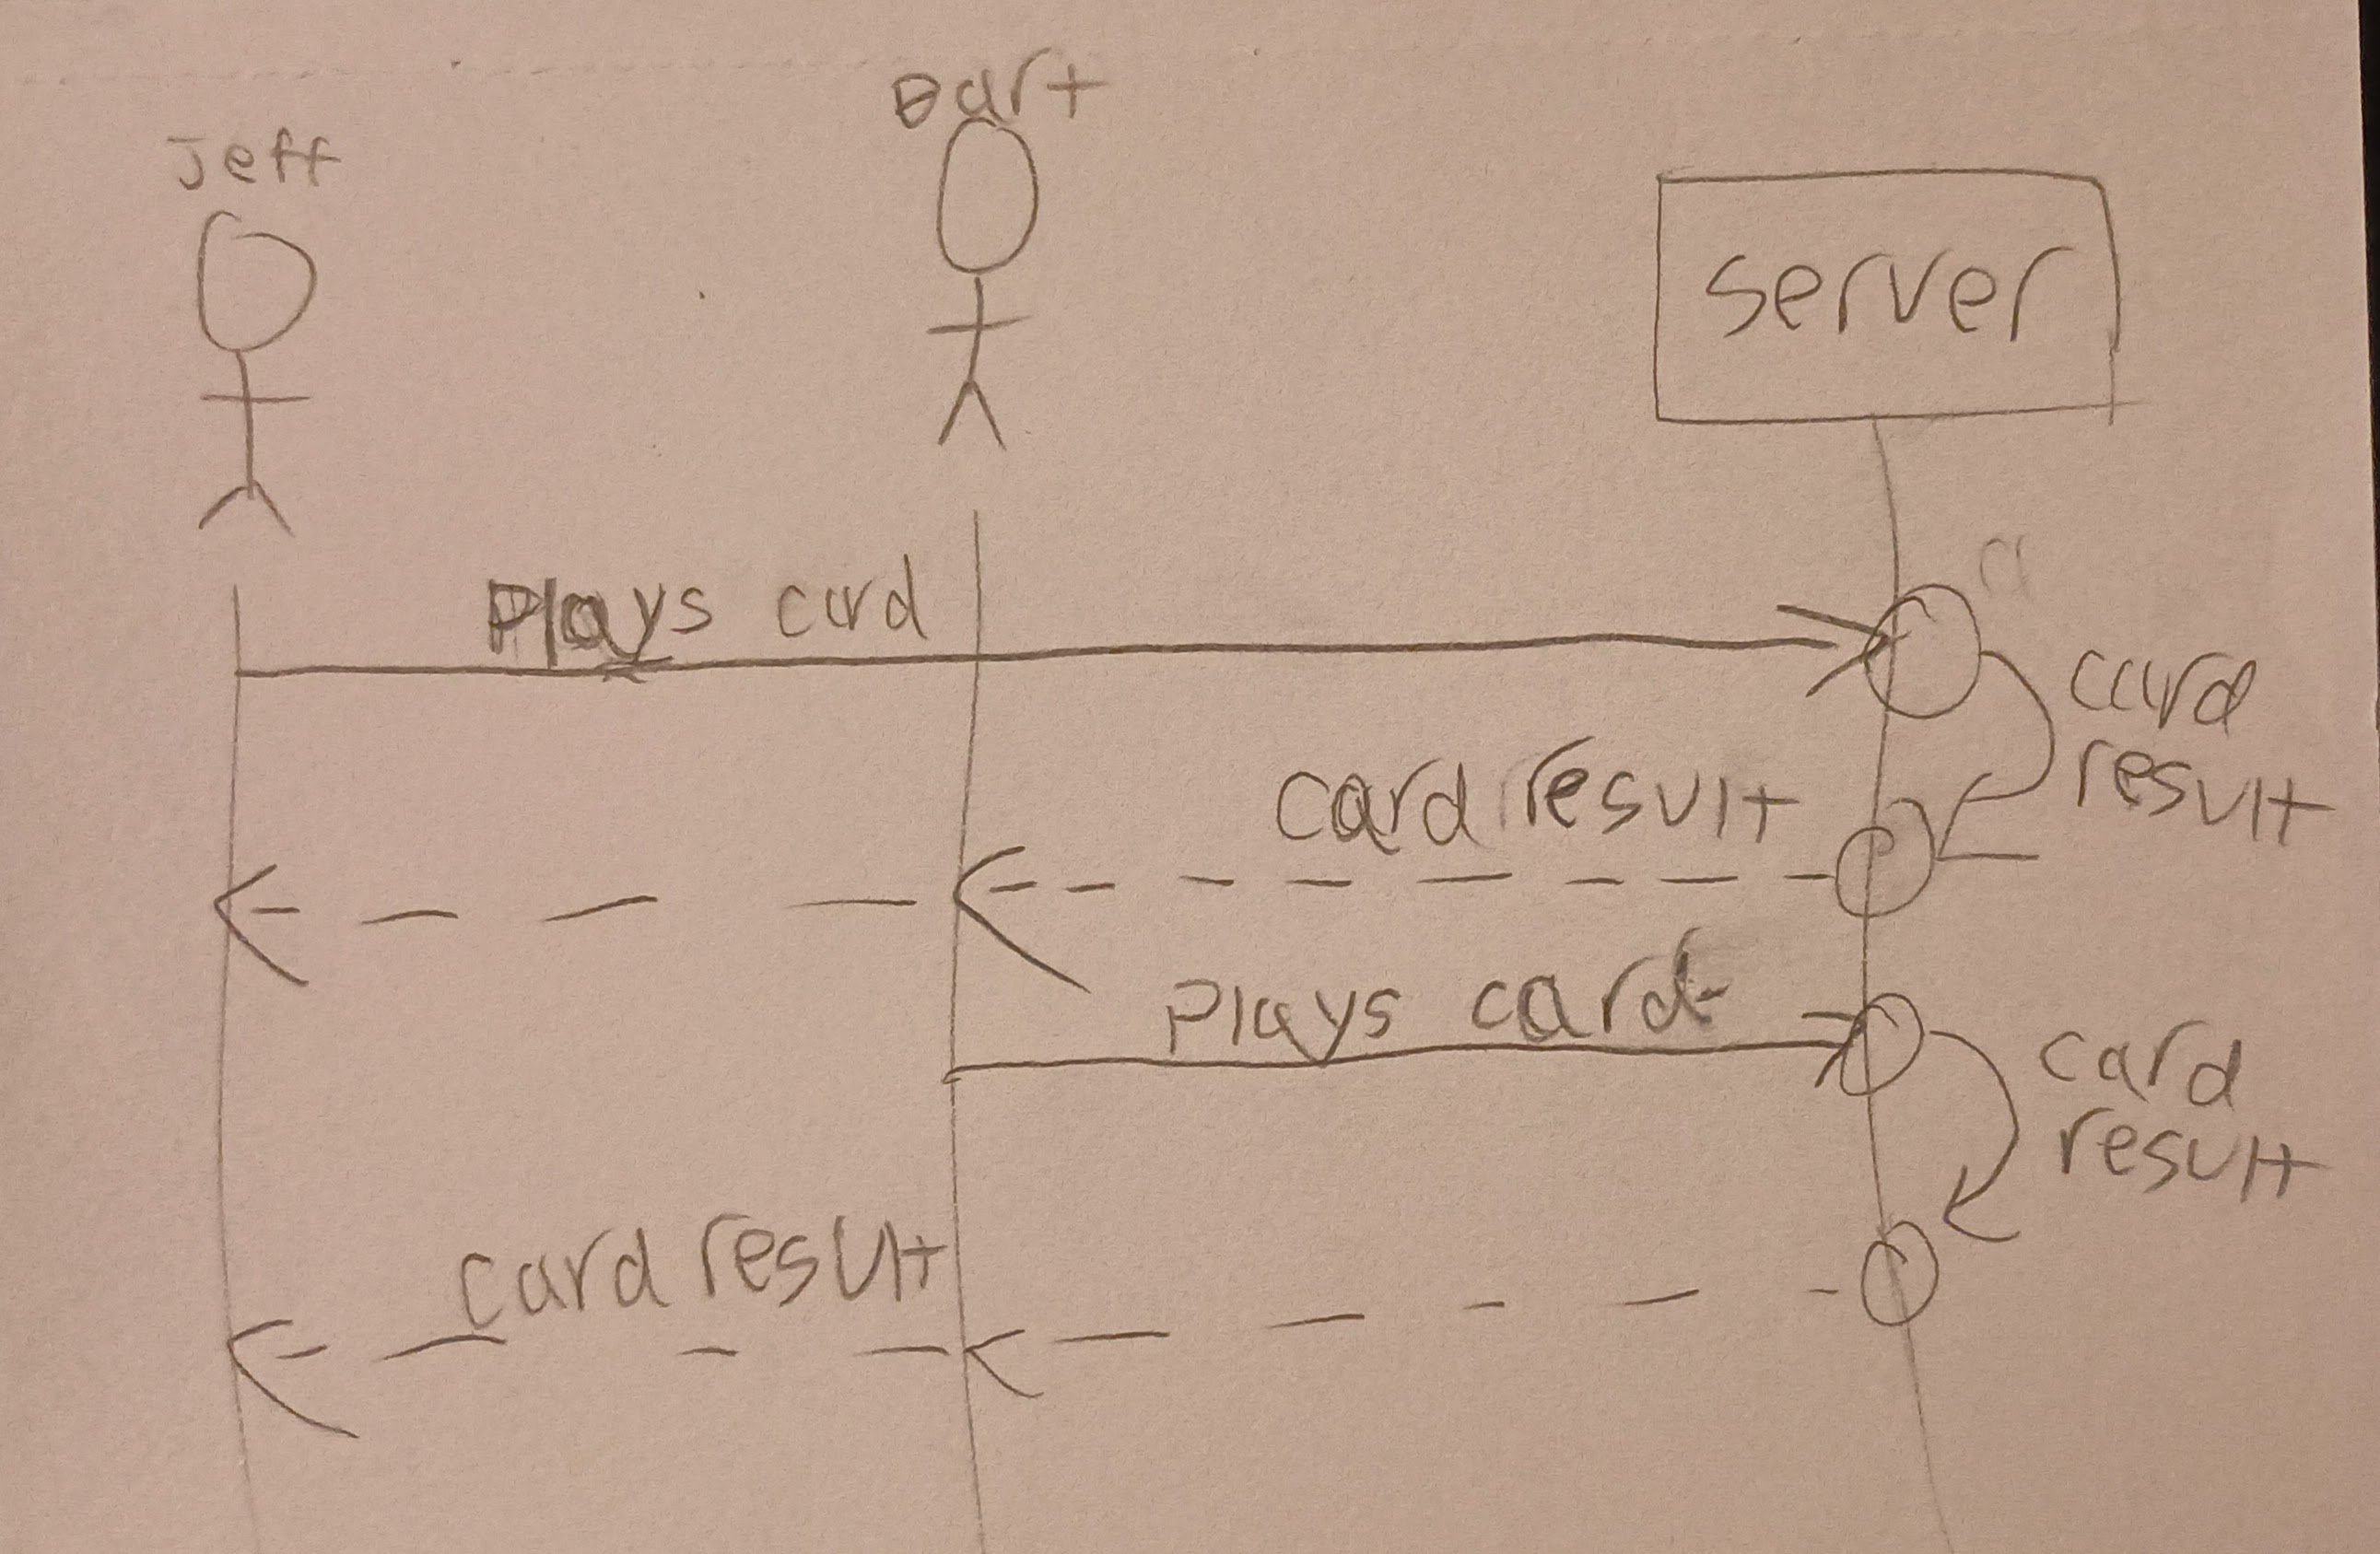 Bart
Jeff
server
Plays card
card
result
card result
Plays card
card
result
card result